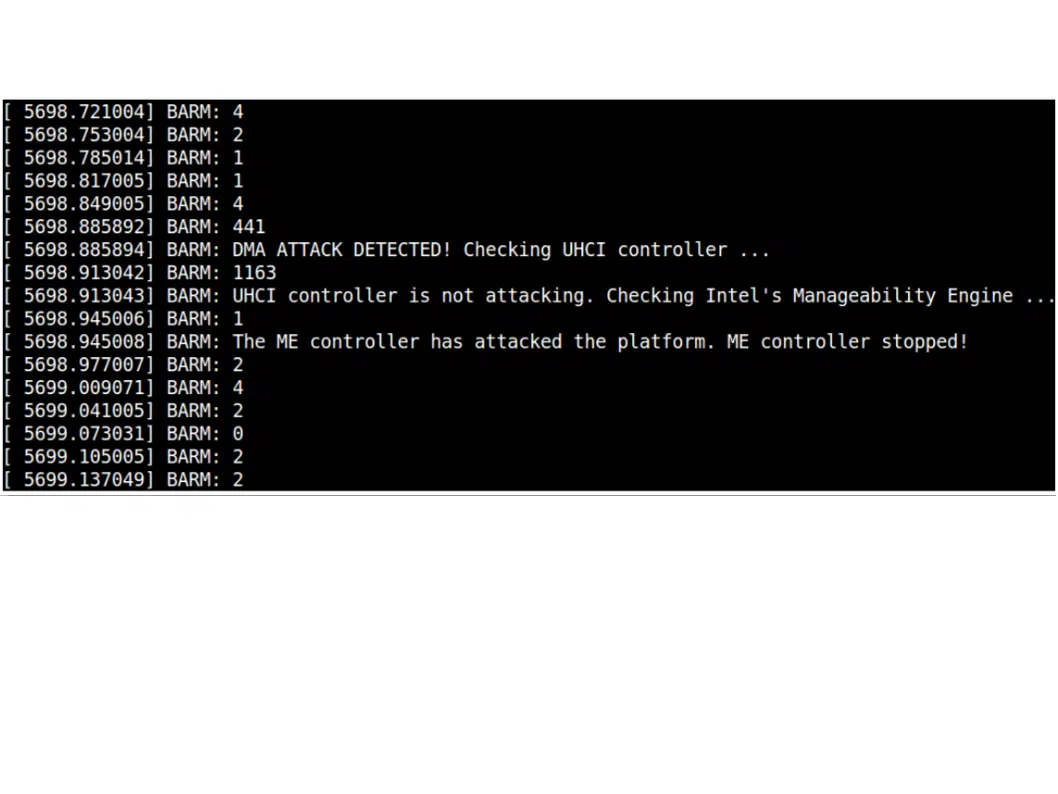 [ 5698.721004] BARM: 4
[ 5698.753004] BARM: 2
[ 5698.785014] BARM: 1
[ 5698.817005] BARM: 1
[ 5698.849005] BARM: 4
[ 5698.885892] BARM: 441
[ 5698.885894] BARM: DMA ATTACK DETECTED! Checking UHCI controller ...
[ 5698.913042] BARM: 1163
[ 5698.913043] BARM: UHCI controller is not attacking. Checking Intel's Manageability Engine ...
[ 5698.945006] BARM: 1
[ 5698.945008] BARM: The ME controller has attacked the platform. ME controller stopped!
[ 5698.977007] BARM: 2
[ 5699.009071] BARM: 4
[ 5699.041005] BARM: 2
[ 5699.073031] BARM: 0
[ 5699.105005] BARM: 2
[ 5699.137049] BARM: 2